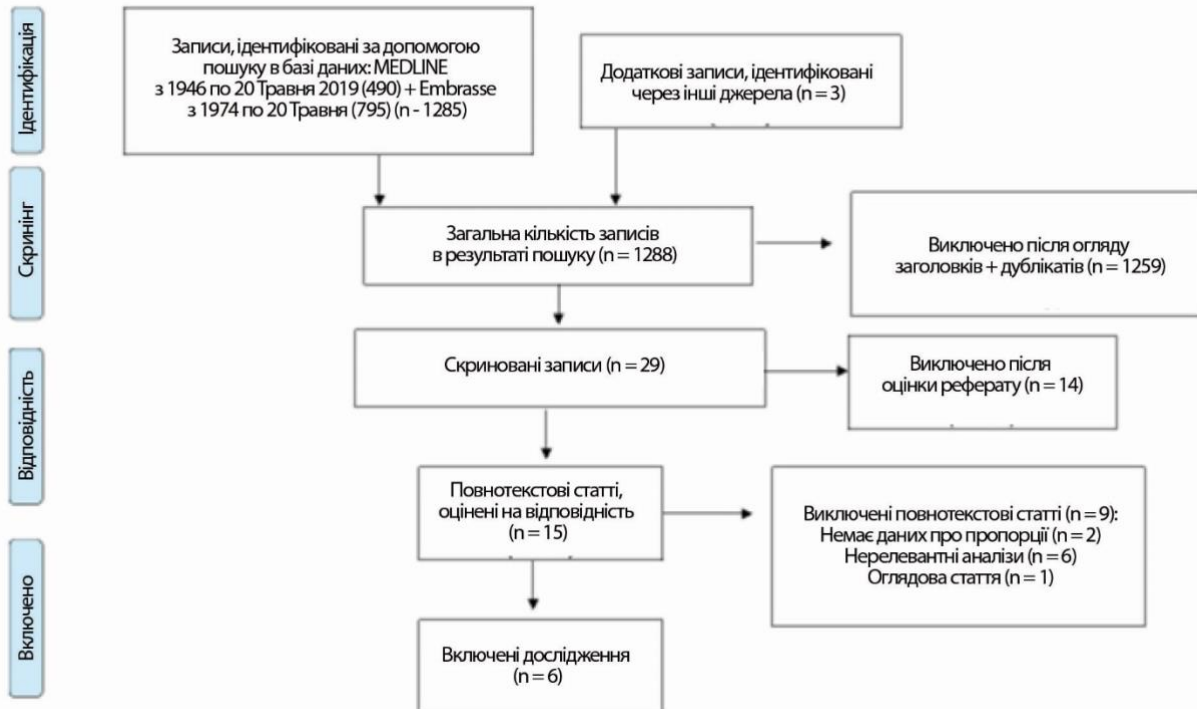 Ідентифікація
Записи, ідентифіковані за допомогою
пошуку в базі даних: MEDLINE
з 1946 по 20 Травня 2019 (490) + Embrasse
з 1974 по 20 Травня (795) (n - 1285)
Додаткові записи, ідентифіковані
через інші джерела (n = 3)
Скринінг
Загальна кількість записів
в результаті пошуку (n = 1288)
Виключено після огляду
заголовків + дублікатів (n = 1259)
Відповідність
Скриновані записи (n = 29)
Виключено після
оцінки реферату (n = 14)
Повнотекстові статті,
оцінені на відповідність
(n = 15)
Виключені повнотекстові статті (n = 9):
Немає даних про пропорції (n = 2)
Нерелевантні аналізи (n = 6)
Оглядова стаття (n = 1)
Включено
Включені дослідження
(n = 6)